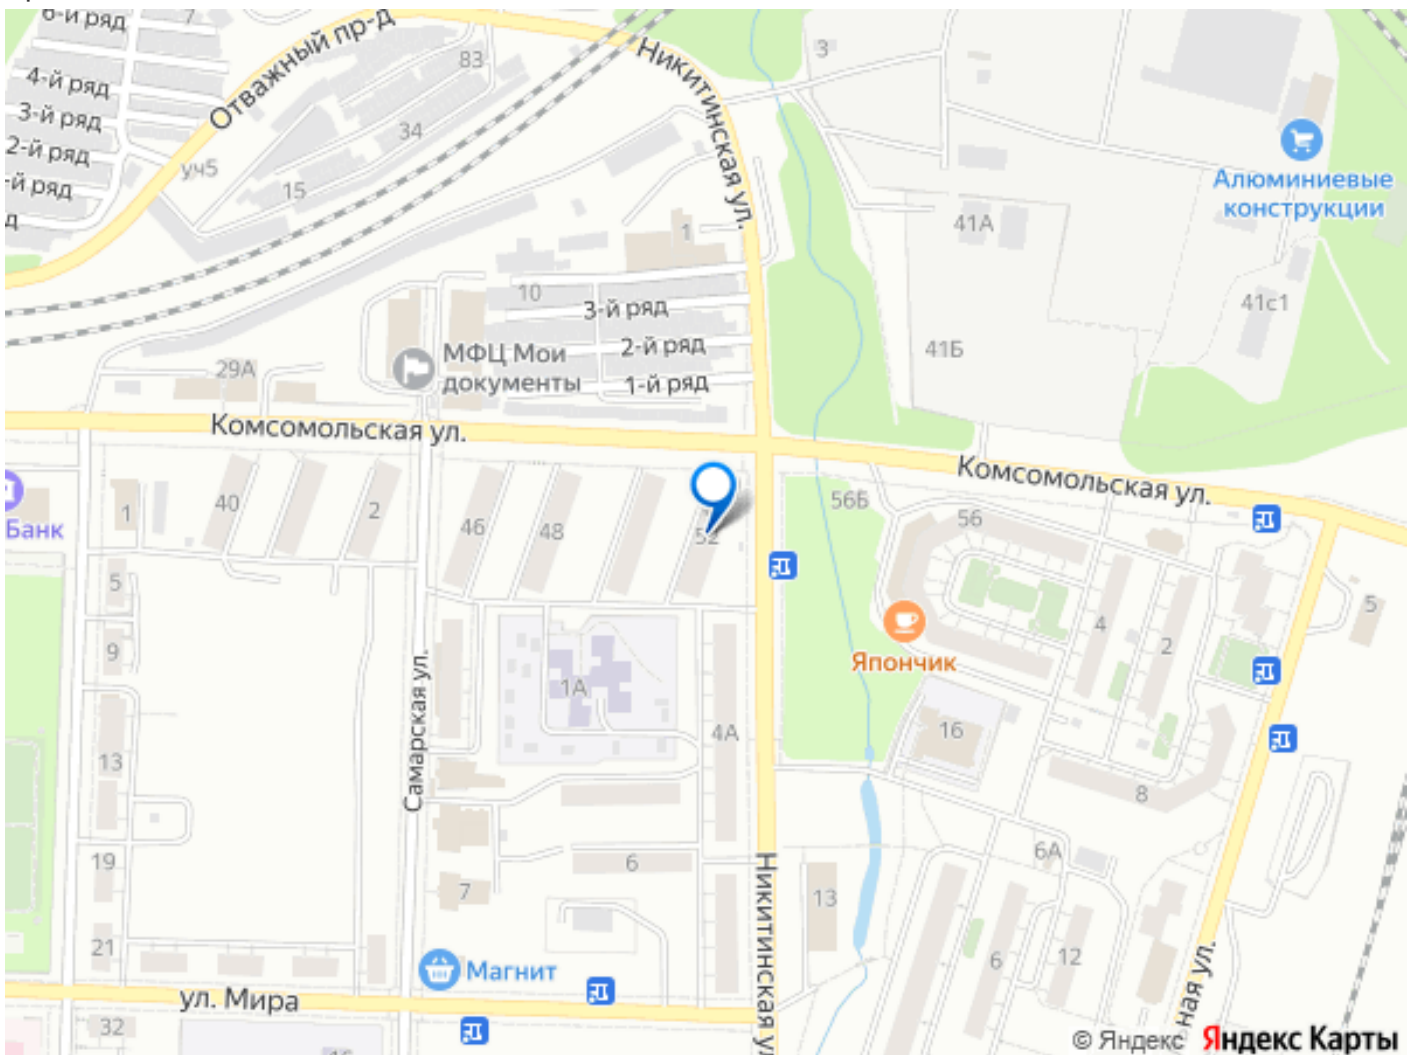 6-й ряд
7
Отважный пр-д
83
Никитинская ул.
3
4-й ряд
3-й ряд
34
2-й ряд
уч5
-й ряд
15
д
Алюминиевые
конструкции
1
41А
10
3-й ряд
41с1
2-й ряд
41Б
МФЦ Мои
документы
29А
1-й ряд
Комсомольская ул.
Комсомольская ул.
Банк
1
40
2
46
48
52
56Б
56
5
9
1А
4
2
5
Япончик
Самарская ул.
4А
16
13
8
19
7
6
6А
13
Никитинская ул
21
Магнит
6
12
ул. Мира
ная ул.
32
© Яндекс Яндекс Карты